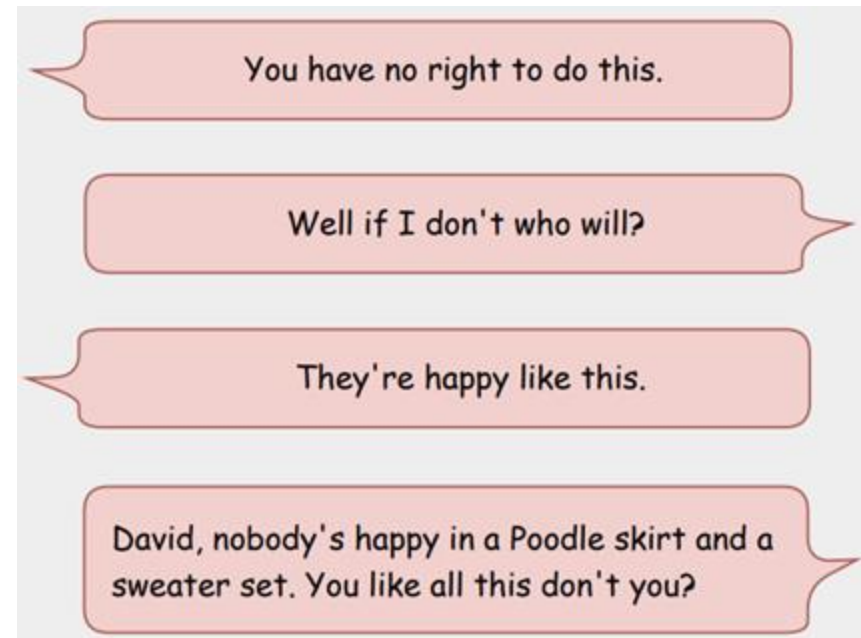 You have no right to do this.
Well if I don't who will?
They're happy like this.
David, nobody's happy in a Poodle skirt and a
sweater set. You like all this don't you?